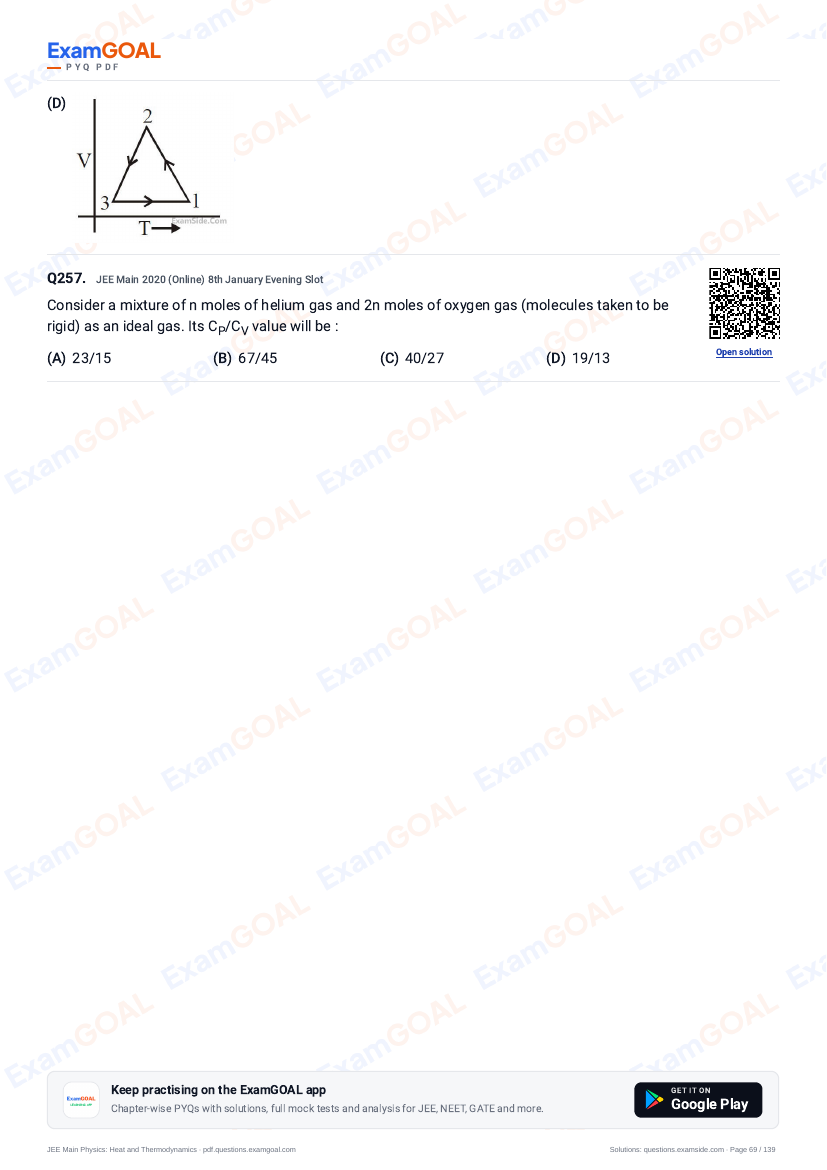 ExamGOAL
PYQ PDF
(D)
2
V
3
1
ExamSide.Com
T
Q257. JEE Main 2020 (Online) 8th January Evening Slot
Consider a mixture of n moles of helium gas and 2n moles of oxygen gas (molecules taken to be
rigid) as an ideal gas. Its CP/CV value will be :
Open solution
(A) 23/15 (B) 67/45 (C) 40/27 (D) 19/13
Keep practising on the ExamGOAL app
Chapter-wise PYQs with solutions, full mock tests and analysis for JEE, NEET, GATE and more.
GET IT ON
Google Play
JEE Main Physics: Heat and Thermodynamics · pdf.questions.examgoal.com
Solutions: questions.examside.com · Page 69 / 139